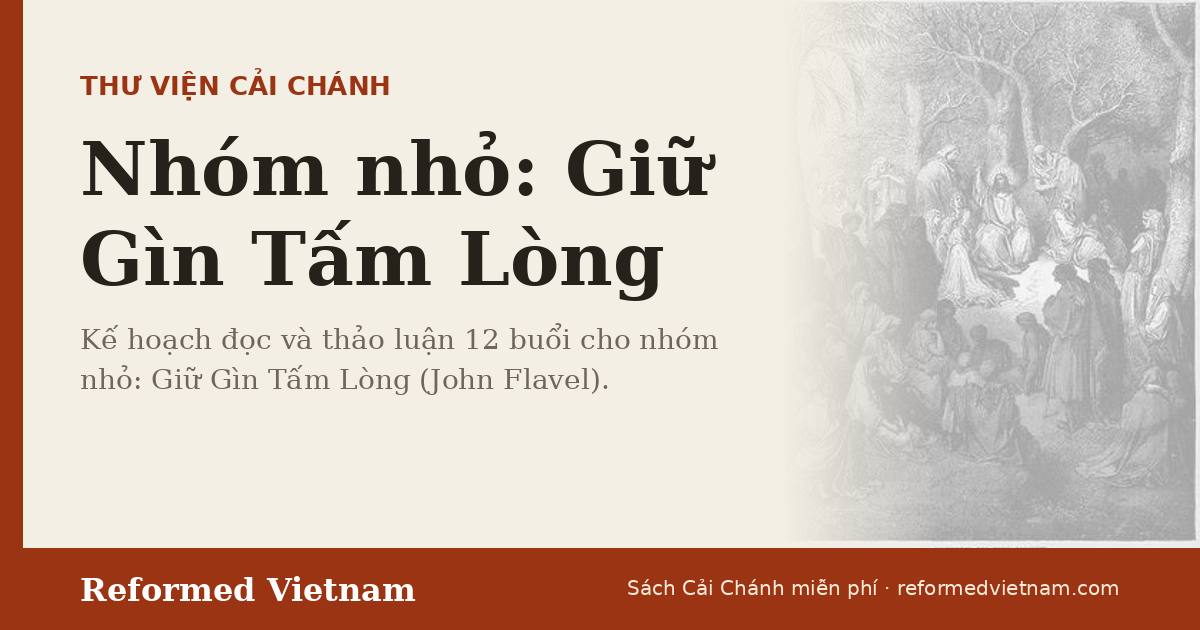 THƯ VIỆN CẢI CHÁNH
Nhóm nhỏ: Giữ
Gìn Tấm Lòng
Kế hoạch đọc và thảo luận 12 buổi cho nhóm
nhỏ: Giữ Gìn Tấm Lòng (John Flavel).
Reformed Vietnam
Sách Cải Chánh miễn phí · reformedvietnam.com